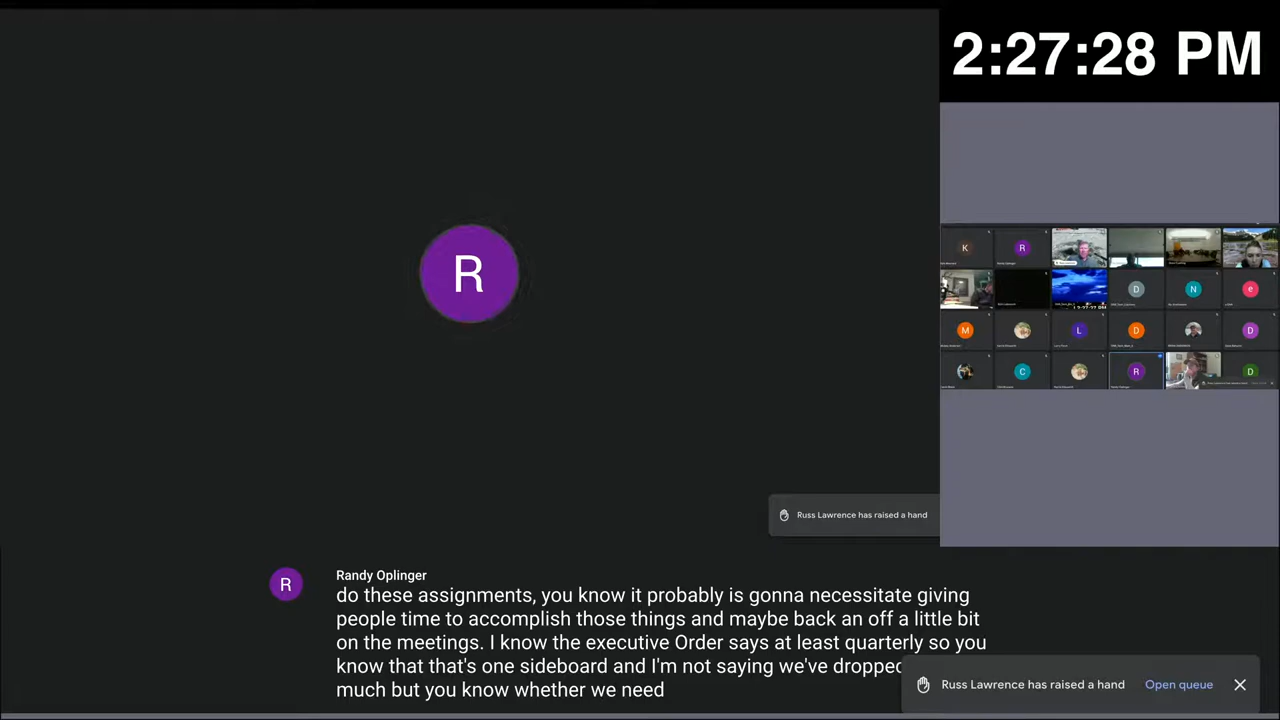 2:27:28 PM
R
K
R
D
N
e
M
L
D
D
C
R
D
Russ Lawrence has raised a hand
R
Randy Oplinger
do these assignments, you know it probably is gonna necessitate giving
people time to accomplish those things and maybe back an off a little bit
on the meetings. I know the executive Order says at least quarterly so you
know that that's one sideboard and I'm not saying we've dropped
much but you know whether we need
Russ Lawrence has raised a hand Open queue